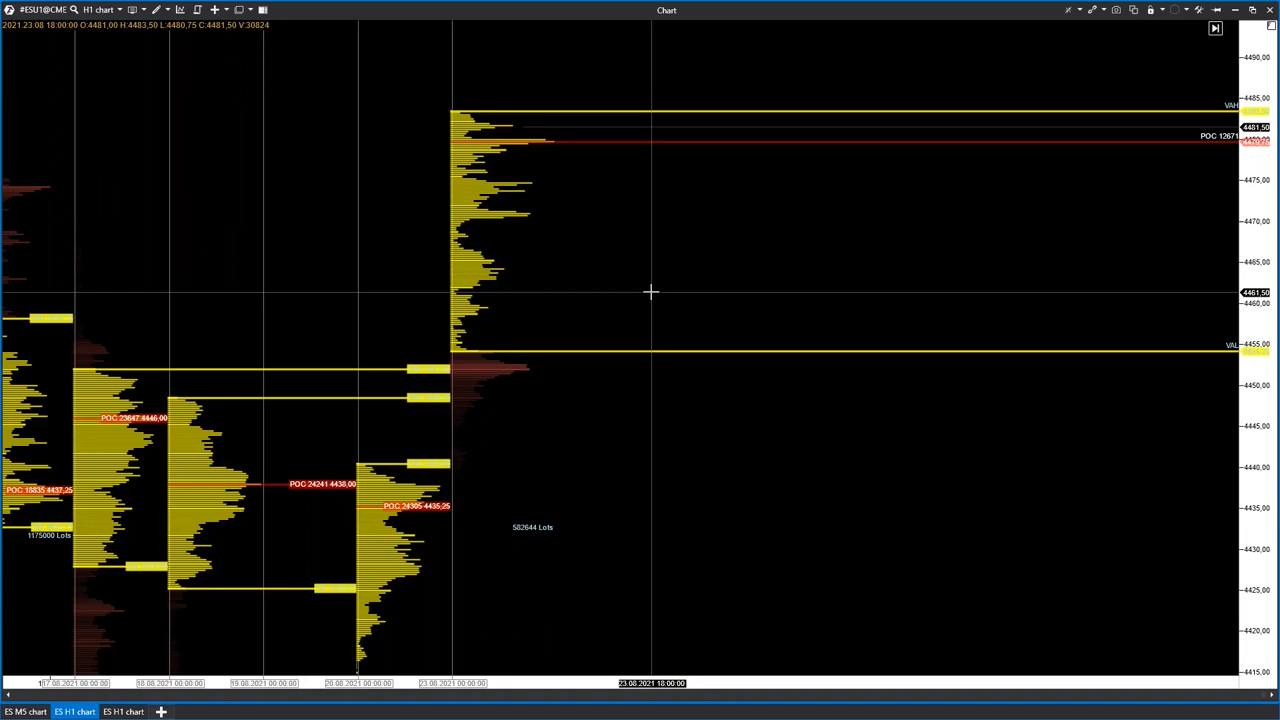 #ESU1@CME H1 chart Chart
2021.23.08 18:00:00 O:4481,00 H:4483,50 L:4480,75 C:4481,50 V:30824
4490,00
4485,00
VAH
4481,50
POC 12671
4479,75
4475,00
4470,00
4465,00
4461,50
4460,00
VAL
4455,00
4450,00
POC 23647 4446,00
4445,00
4440,00
POC 24241 4438,00
POC 18835 4437,25
POC 24305 4435,25
4435,00
582644 Lots
1175000 Lots
4430,00
4425,00
4420,00
4415,00
17.08.2021 00:00:00 18.08.2021 00:00:00 19.08.2021 00:00:00 20.08.2021 00:00:00 23.08.2021 00:00:00 23.08.2021 18:00:00
ES M5 chart ES H1 chart ES H1 chart